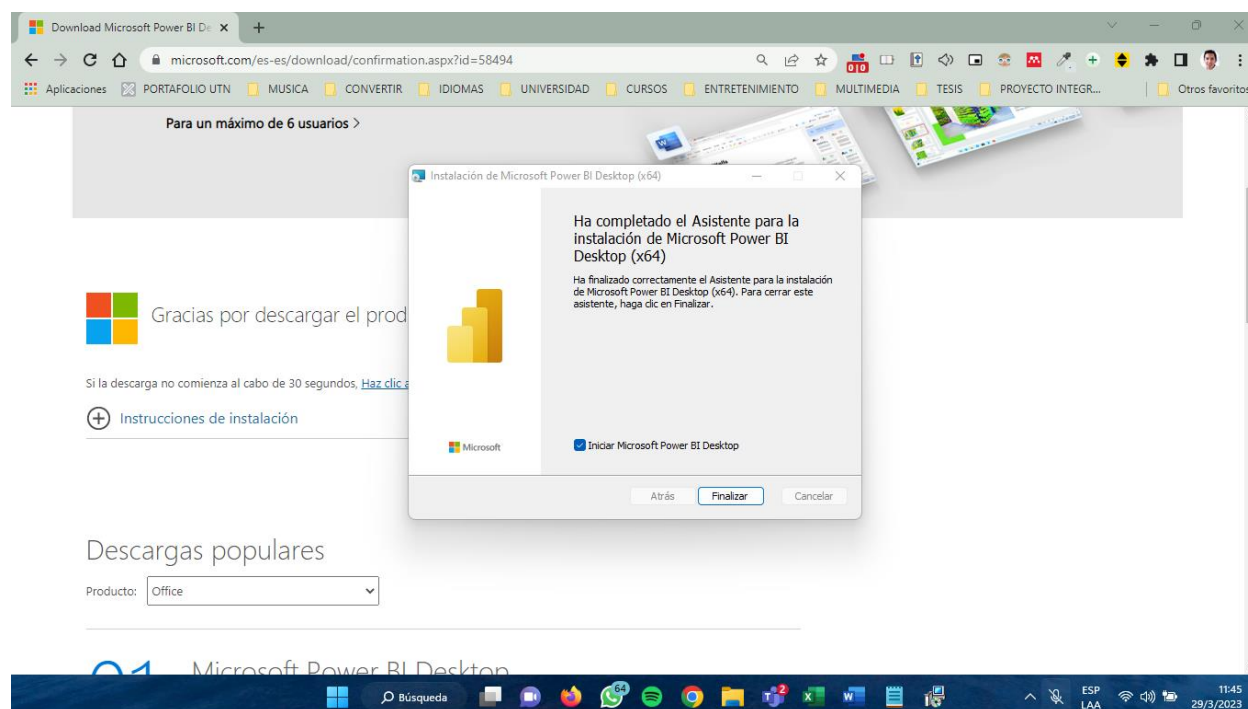 Download Microsoft Power BI De
microsoft.com/es-es/download/confirmation.aspx?id=58494
Aplicaciones PORTAFOLIO UTN MUSICA CONVERTIR IDIOMAS UNIVERSIDAD CURSOS ENTRETENIMIENTO MULTIMEDIA TESIS PROYECTO INTEGR... Otros favoritos
Para un máximo de 6 usuarios >
Instalación de Microsoft Power BI Desktop (x64)
Ha completado el Asistente para la
instalación de Microsoft Power BI
Desktop (x64)
Ha finalizado correctamente el Asistente para la instalación
de Microsoft Power BI Desktop (x64). Para cerrar este
asistente, haga clic en Finalizar.
Microsoft
Iniciar Microsoft Power BI Desktop
Atrás Finalizar Cancelar
Gracias por descargar el prod
Si la descarga no comienza al cabo de 30 segundos, Haz clic a
Instrucciones de instalación
Descargas populares
Producto: Office
01 Microsoft Power BI Desktop
Búsqueda
64
2
ESP
LAA
11:45
29/3/2023